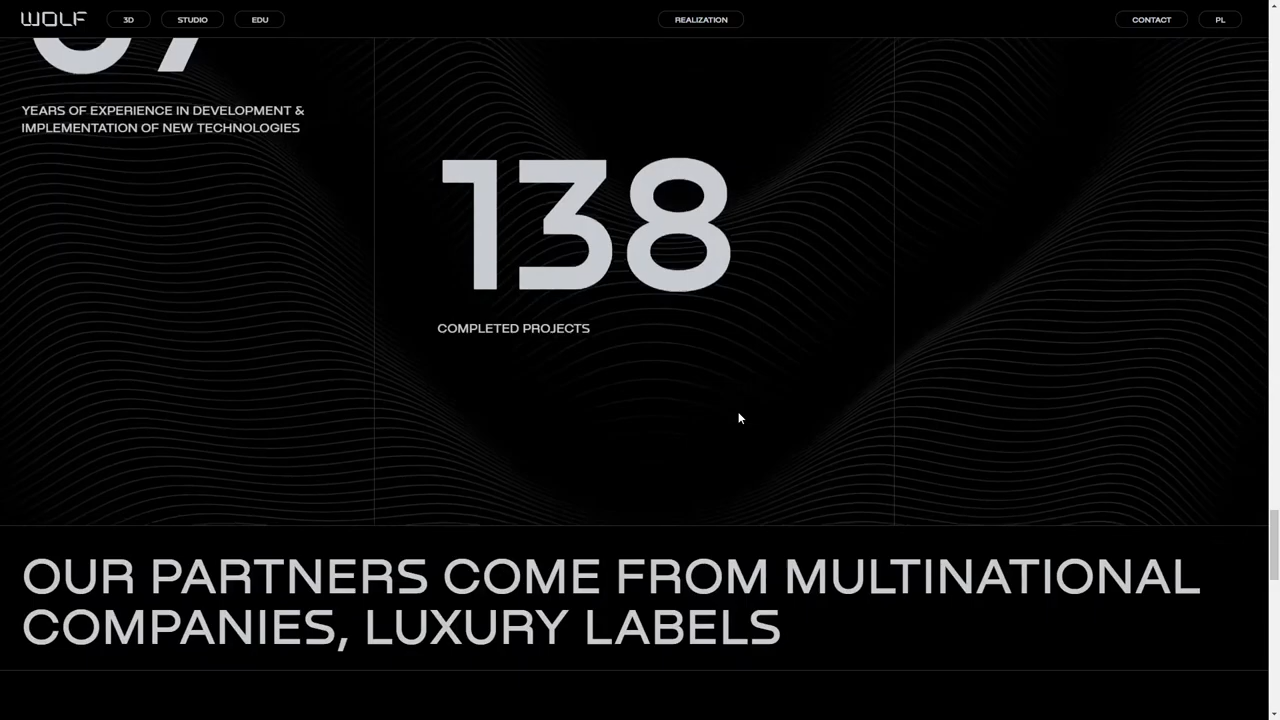 WOLF
3D
STUDIO
EDU
REALIZATION
CONTACT
PL
YEARS OF EXPERIENCE IN DEVELOPMENT &
IMPLEMENTATION OF NEW TECHNOLOGIES
138
COMPLETED PROJECTS
OUR PARTNERS COME FROM MULTINATIONAL
COMPANIES, LUXURY LABELS